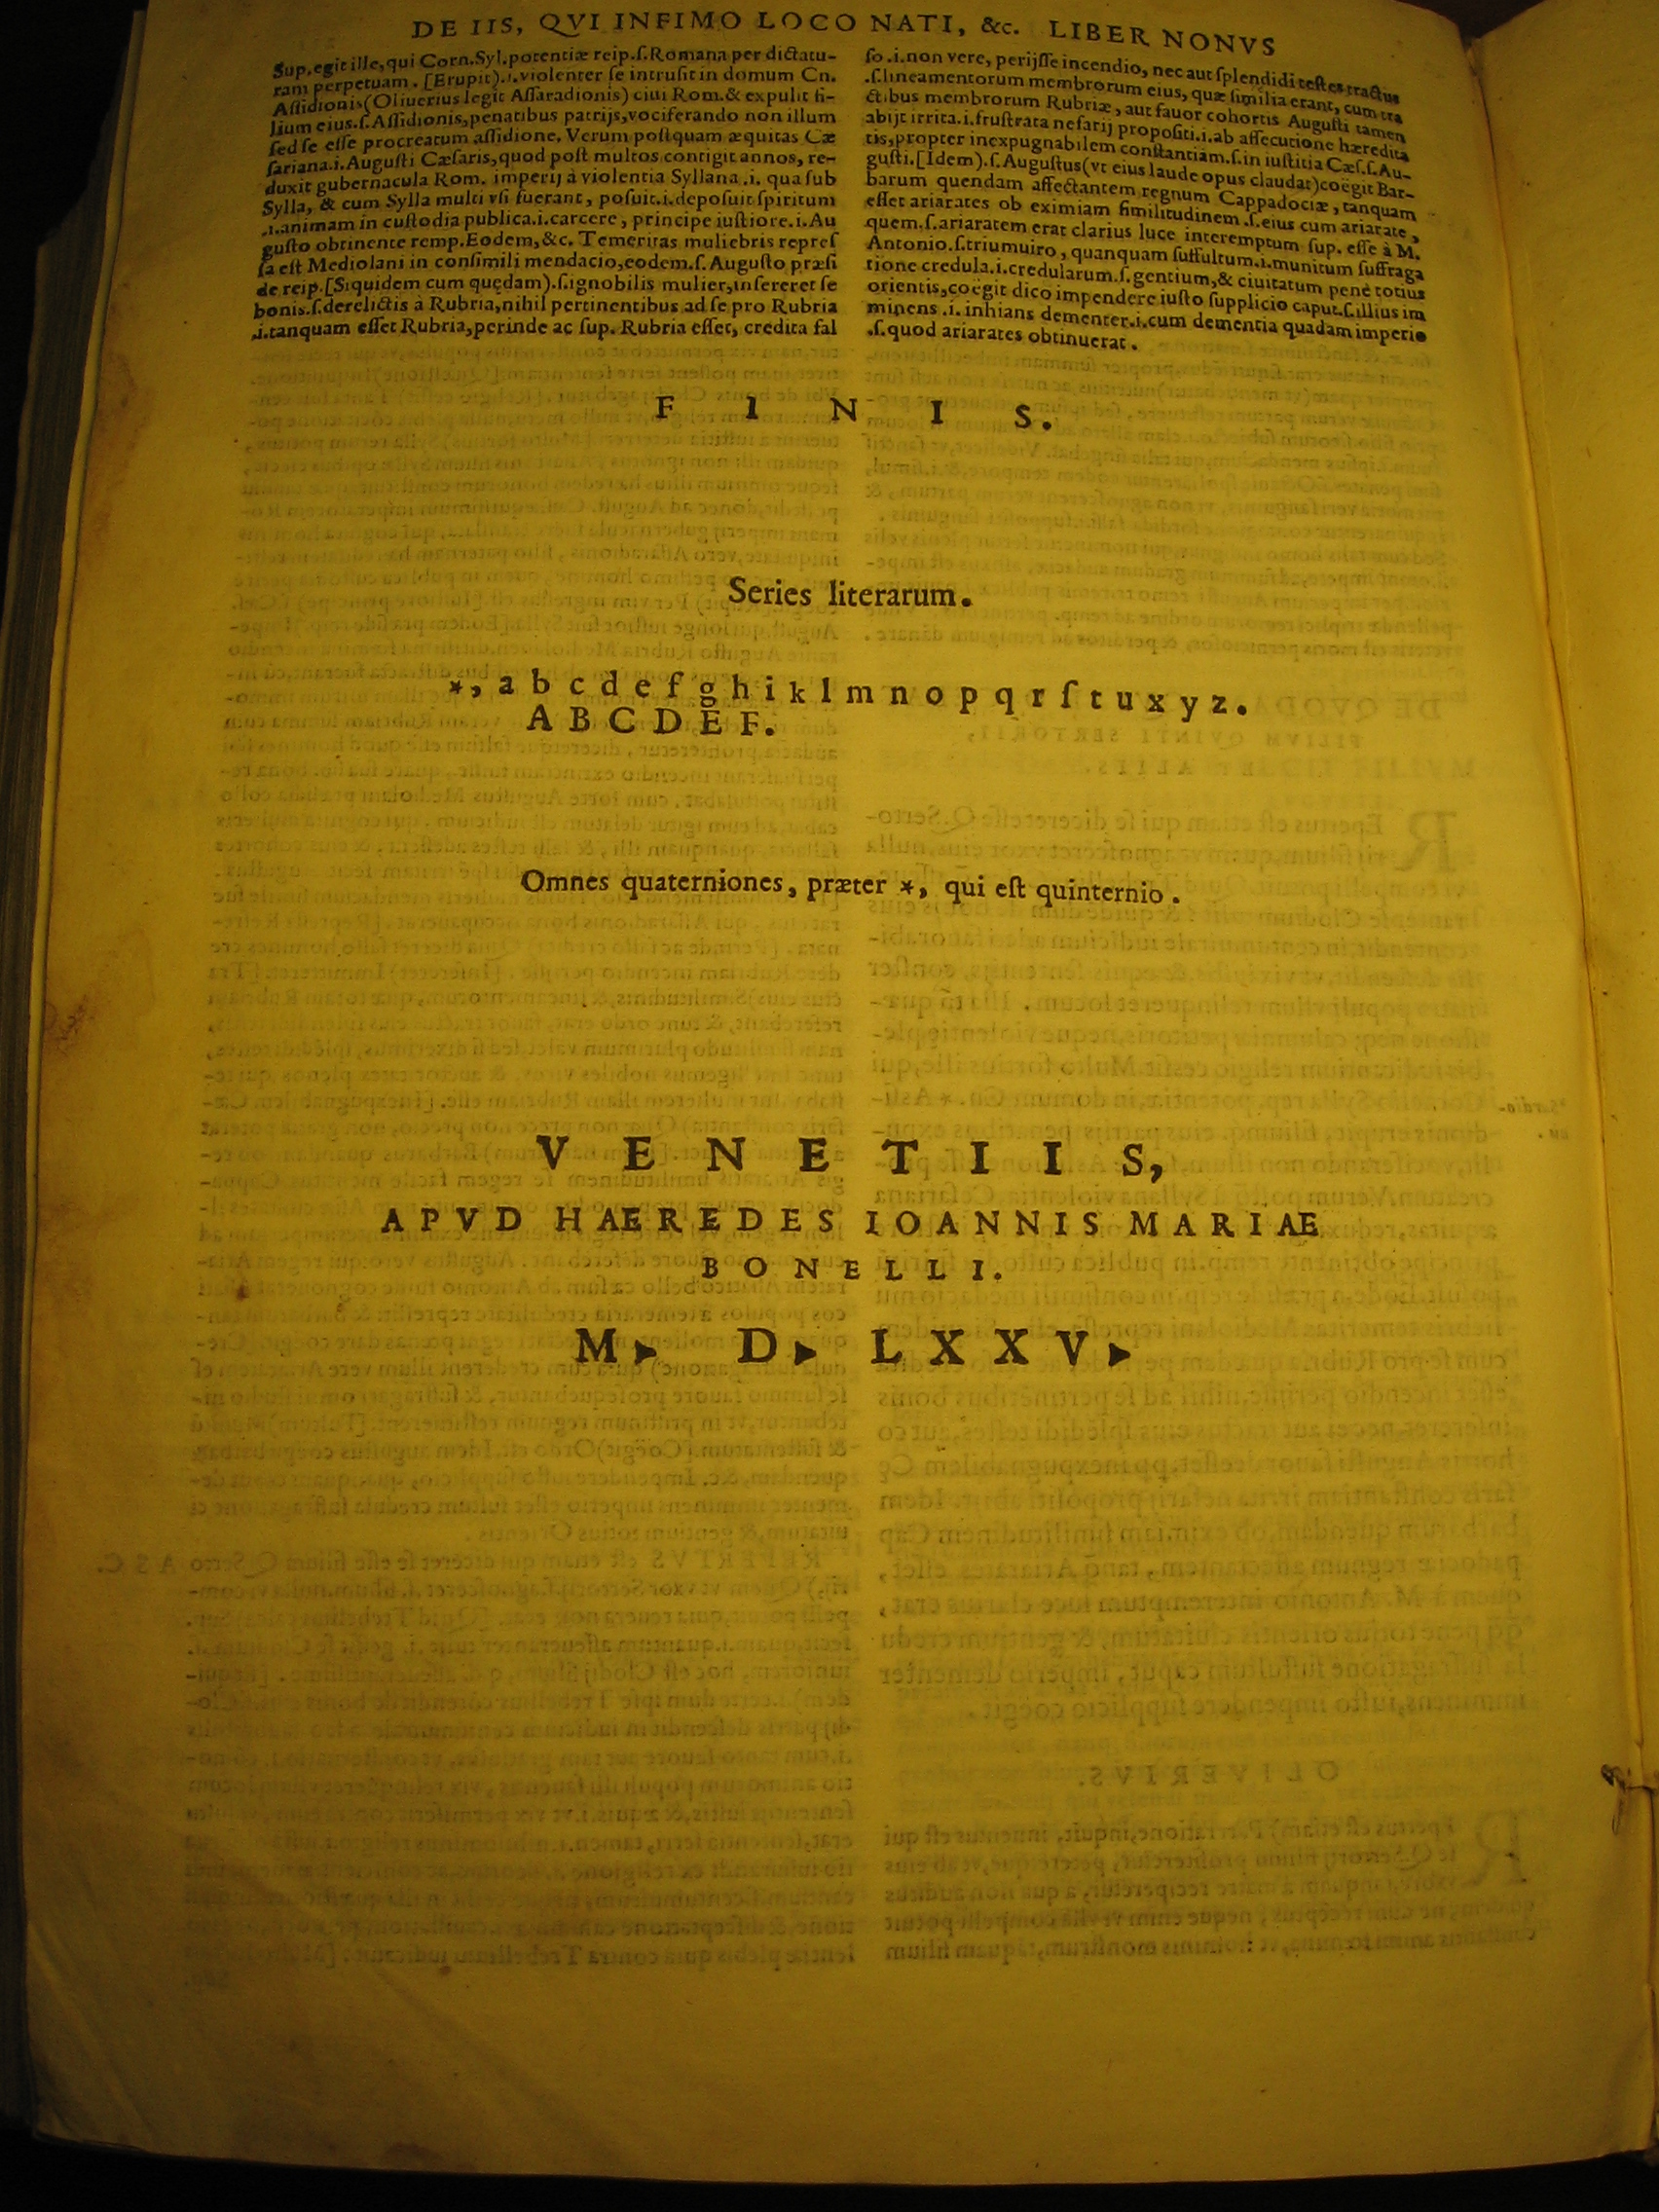 DE IIS, QVI INFIMO LOCO NATI, &c. LIBER NONVS
Sup. egit ille, qui Corn. Syl. potentiæ reip. ſ. Romana per dictatu-
ram perpetuam. [Erupit).i. violenter ſe intruſit in domum Cn.
Aſſidionis (Oliuerius legit Aſſaradionis) ciui Rom. & expulit fi-
lium eius. ſ. Aſſidionis, penatibus patrijs, vociferando non illum
ſed ſe eſſe procreatum aſſidione. Verum poſtquam æquitas Cæ
ſariana .i. Auguſti Cæſaris, quod poſt multos contigit annos, re-
duxit gubernacula Rom. imperij à violentia Syllana .i. qua ſub
Sylla, & cum Sylla multi vſi fuerant, poſuit .i. depoſuit ſpiritum
.i. animam in cuſtodia publica .i. carcere, principe iuſtiore .i. Au
guſto obtinente remp. Eodem, &c. Temeritas muliebris repreſ
ſa eſt Mediolani in conſimili mendacio, eodem .ſ. Auguſto præſi
de reip. [Siquidem cum quędam) .ſ. ignobilis mulier, inſereret ſe
bonis .ſ. derelictis à Rubria, nihil pertinentibus ad ſe pro Rubria
.i. tanquam eſſet Rubria, perinde ac ſup. Rubria eſſet, credita fal
ſo .i. non vere, perijſſe incendio, nec aut ſplendidi teſtes tractus
.ſ. lineamentorum membrorum eius, quæ ſimilia erant, cum tra
ctibus membrorum Rubriæ, aut fauor cohortis Auguſti tamen
abijt irrita .i. fruſtrata nefarij propoſiti .i. ab aſſecutione hæredita
tis, propter inexpugnabilem conſtantiam .ſ. in iuſtitia Cæſ. ſ. Au-
guſti. [Idem) .ſ. Auguſtus (vt eius laude opus claudat) coëgit Bar-
barum quendam affectantem regnum Cappadociæ, tanquam
eſſet ariarates ob eximiam ſimilitudinem .ſ. eius cum ariarate,
quem .ſ. ariaratem erat clarius luce interemptum ſup. eſſe à M.
Antonio .ſ. triumuiro, quanquam ſuffultum .i. munitum ſuffraga
tione credula .i. credularum .ſ. gentium, & ciuitatum penè totius
orientis, coëgit dico impendere iuſto ſupplicio caput .ſ. illius im
minens .i. inhians dementer .i. cum dementia quadam imperio
.ſ. quod ariarates obtinuerat.
F I N I S.
Series literarum.
*, a b c d e f g h i k l m n o p q r ſ t u x y z.
A B C D E F.
Omnes quaterniones, præter *, qui eſt quinternio.
V E N E T I I S,
APVD HAEREDES IOANNIS MARIAE
BONELLI.
M. D. LXXV.